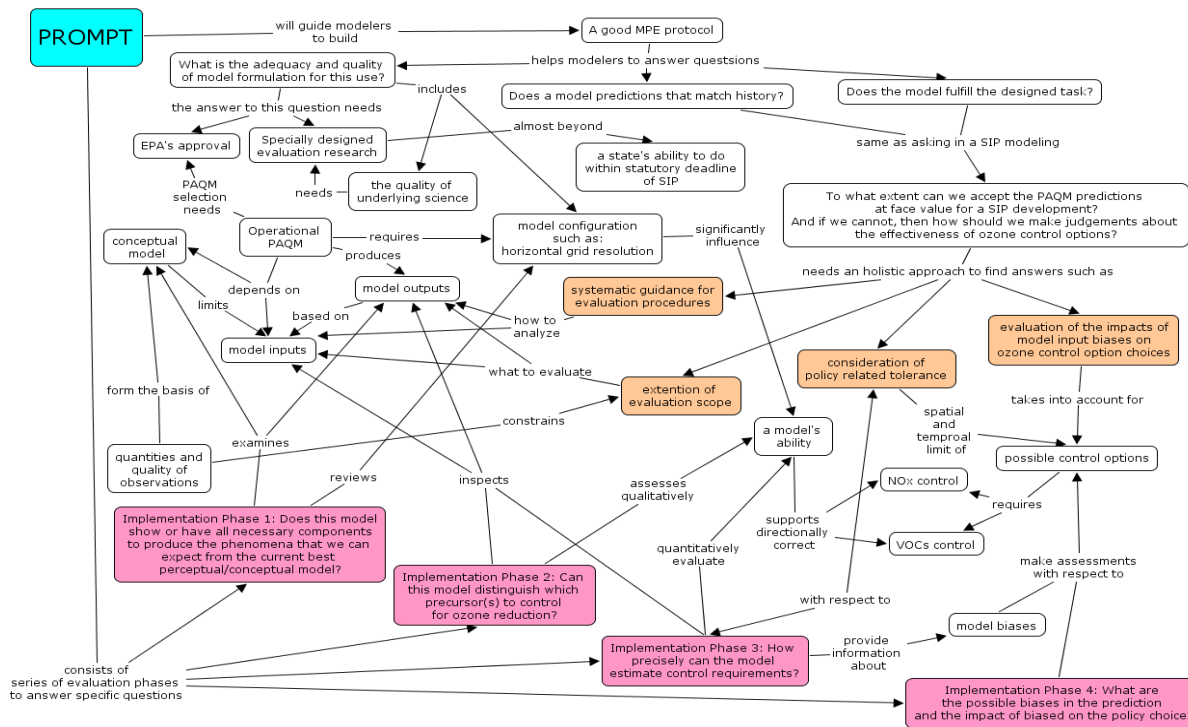 PROMPT
will guide modelers
to build
A good MPE protocol
What is the adequacy and quality
of model formulation for this use?
helps modelers to answer questsions
includes
Does a model predictions that match history?
Does the model fulfill the designed task?
the answer to this question needs
EPA's approval
Specially designed
evaluation research
almost beyond
same as asking in a SIP modeling
a state's ability to do
within statutory deadline
of SIP
PAQM
selection
needs
needs
the quality of
underlying science
To what extent can we accept the PAQM predictions
at face value for a SIP development?
And if we cannot, then how should we make judgements about
the effectiveness of ozone control options?
conceptual
model
Operational
PAQM
requires
model configuration
such as:
horizontal grid resolution
significantly
influence
produces
needs an holistic approach to find answers such as
depends on
limits
model outputs
systematic guidance for
evaluation procedures
based on
how to
analyze
evaluation of the impacts of
model input biases on
ozone control option choices
model inputs
what to evaluate
consideration of
policy related tolerance
form the basis of
extention of
evaluation scope
takes into account for
constrains
spatial
and
temproal
limit of
examines
a model's
ability
quantities and
quality of
observations
reviews
inspects
assesses
qualitatively
possible control options
NOx control
requires
Implementation Phase 1: Does this model
show or have all necessary components
to produce the phenomena that we can
expect from the current best
perceptual/conceptual model?
supports
directionally
correct
VOCs control
quantitatively
evaluate
make assessments
with respect to
Implementation Phase 2: Can
this model distinguish which
precursor(s) to control
for ozone reduction?
with respect to
model biases
Implementation Phase 3: How
precisely can the model
estimate control requirements?
provide
information
about
consists of
series of evaluation phases
to answer specific questions
Implementation Phase 4: What are
the possible biases in the prediction
and the impact of biased on the policy choice?